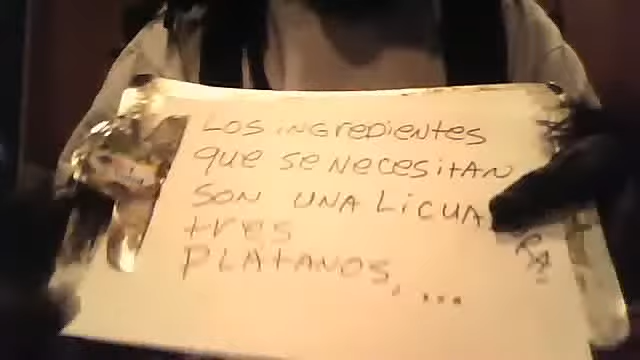 LOS INGREDIENTES
QUE SE NECESITAN
SON UNA LICUA
RA.
tres
PLATANOS, ...